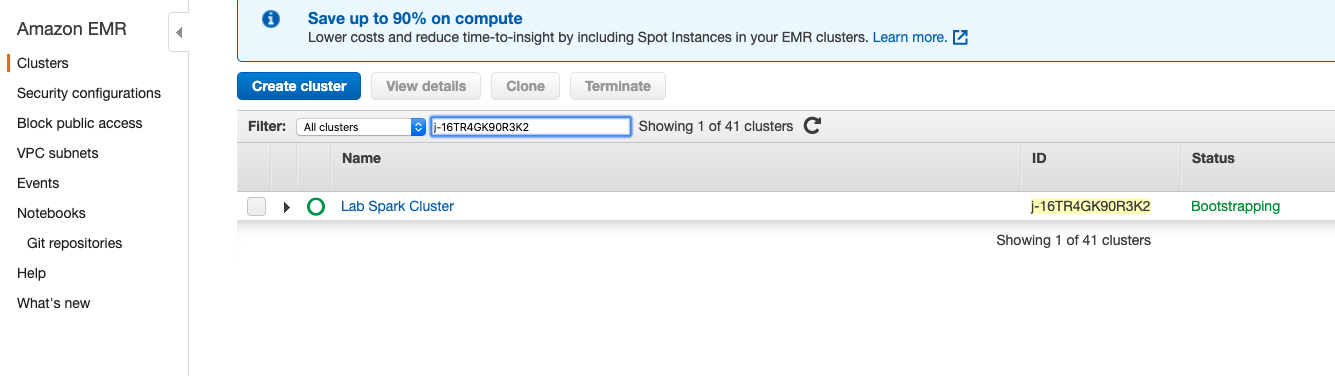 Amazon EMR
Clusters
Security configurations
Block public access
VPC subnets
Events
Notebooks
Git repositories
Help
What's new
Save up to 90% on compute
Lower costs and reduce time-to-insight by including Spot Instances in your EMR clusters. Learn more.
Create cluster View details Clone Terminate
Filter: All clusters j-16TR4GK90R3K2 Showing 1 of 41 clusters
Name ID Status
Lab Spark Cluster j-16TR4GK90R3K2 Bootstrapping
Showing 1 of 41 clusters